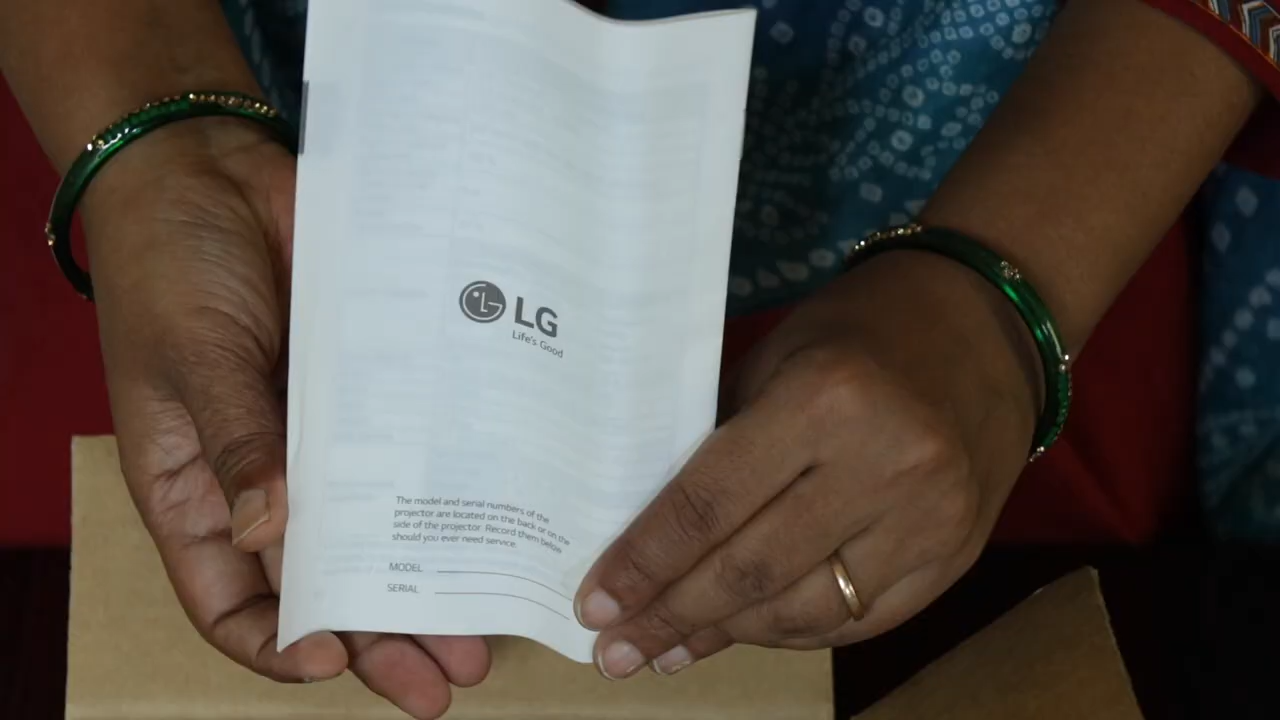 LG
Life's Good
The model and serial numbers of the
projector are located on the back or on the
side of the projector. Record them below
should you ever need service.
MODEL
SERIAL